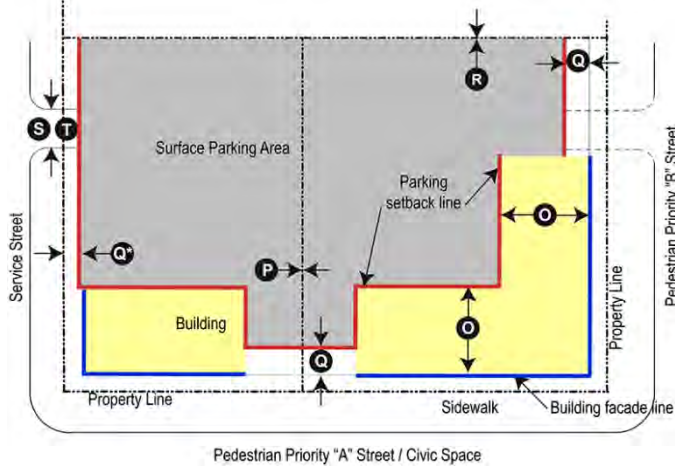 R
Q
S T
Surface Parking Area
Parking
setback line
O
Service Street
Q*
P
Pedestrian Priority "B" Street
Building
O
Q
Property Line
Property Line
Sidewalk
Building facade line
Pedestrian Priority "A" Street / Civic Space